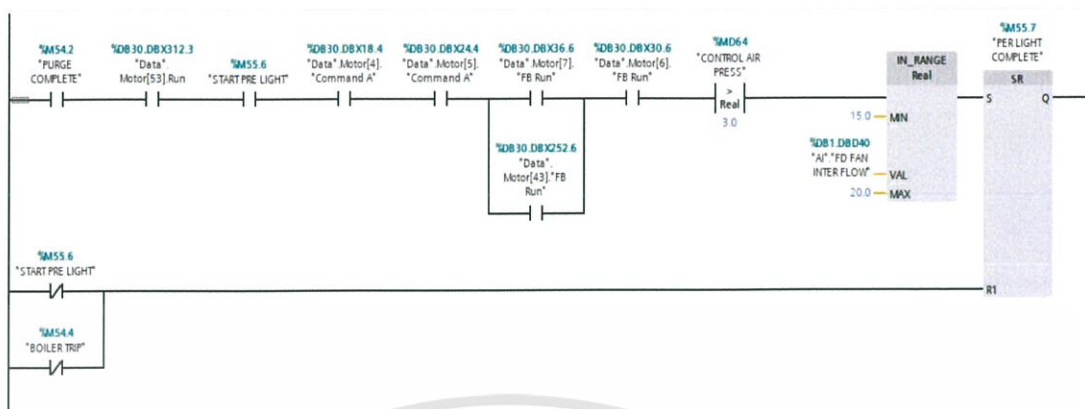 %M54.2
"PURGE
COMPLETE"
%DB30.DBX312.3
"Data".
Motor[53].Run
%M55.6
"START PRE LIGHT"
%DB30.DBX18.4
"Data".Motor[4].
"Command A"
%DB30.DBX24.4
"Data".Motor[5].
"Command A"
%DB30.DBX36.6
"Data".Motor[7].
"FB Run"
%DB30.DBX30.6
"Data".Motor[6].
"FB Run"
%MD64
"CONTROL AIR
PRESS"
>
Real
3.0
IN_RANGE
Real
15.0
MIN
%DB1.DBD40
"AI"."FD FAN
INTER FLOW"
VAL
20.0
MAX
%M55.7
"PER LIGHT
COMPLETE"
SR
S
Q
R1
%DB30.DBX252.6
"Data".
Motor[43]."FB
Run"
%M55.6
"START PRE LIGHT"
%M54.4
"BOILER TRIP"